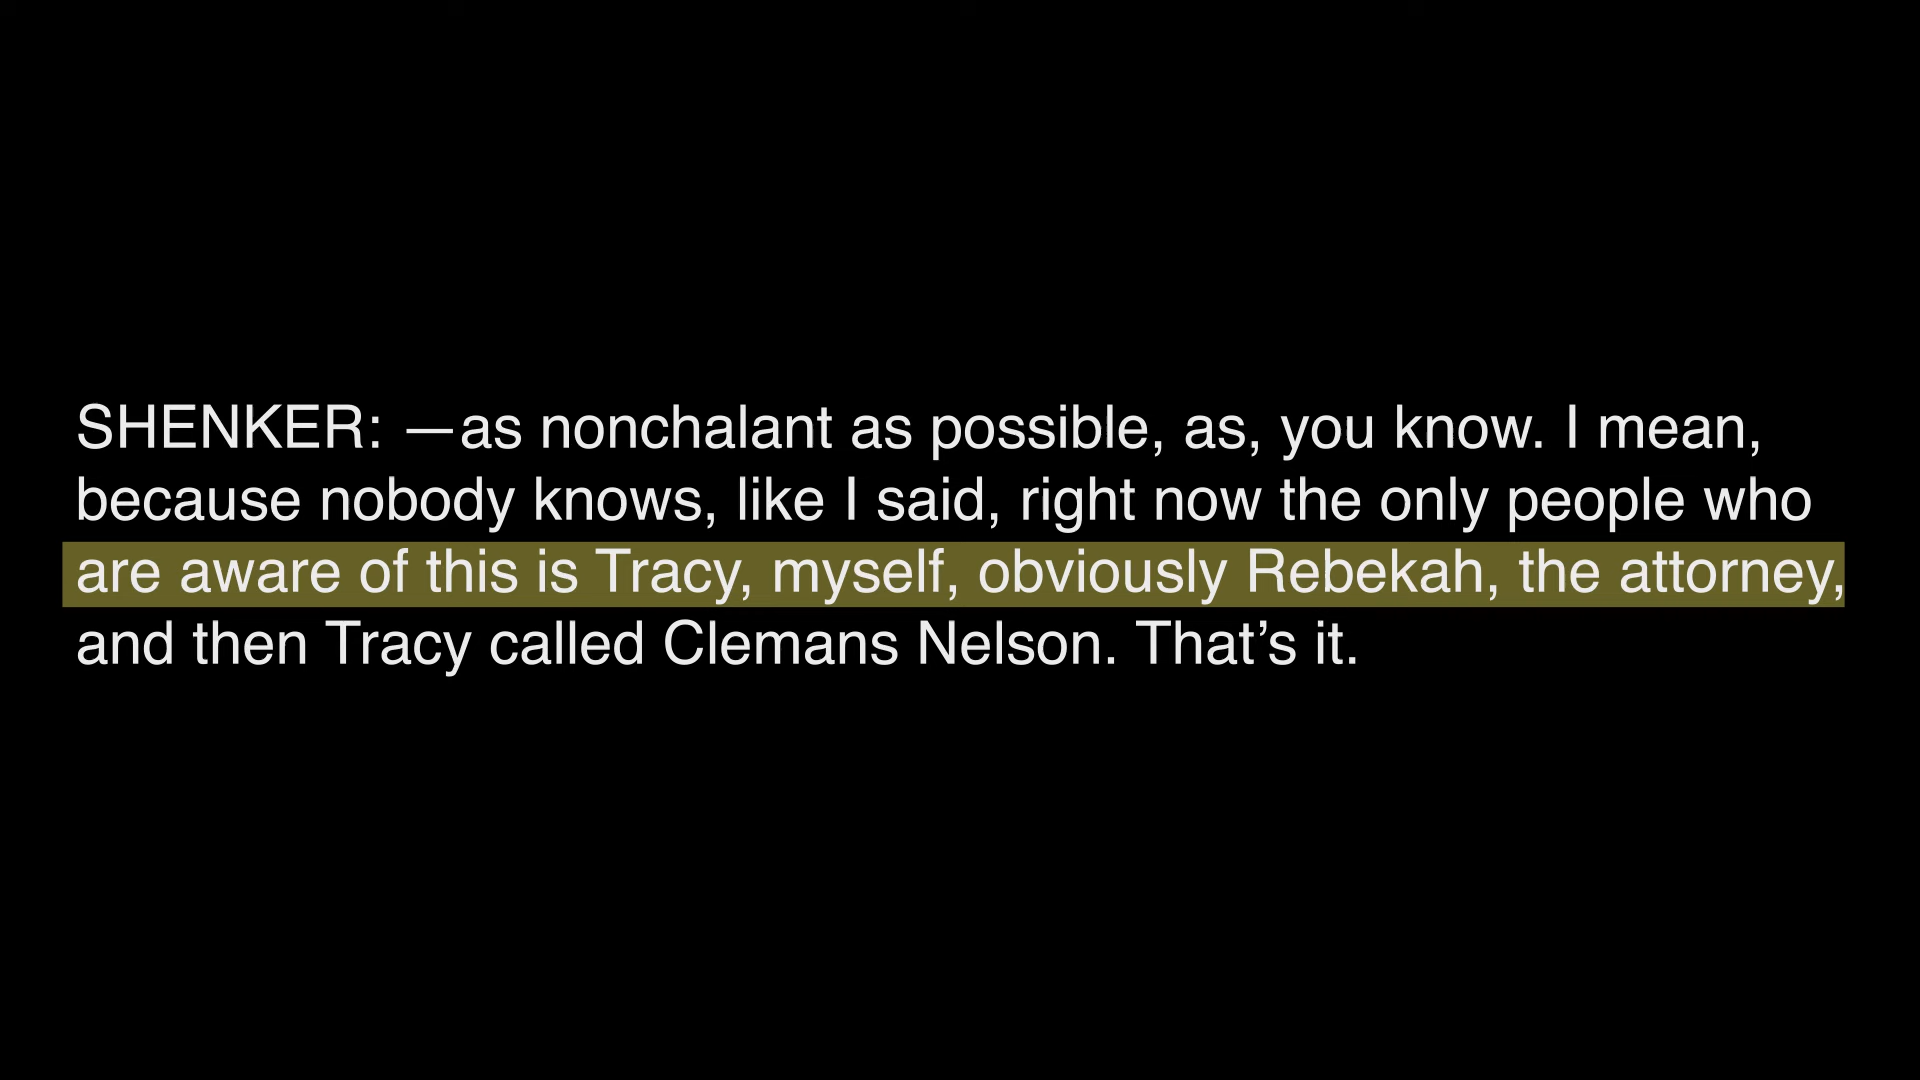 SHENKER: —as nonchalant as possible, as, you know. I mean,
because nobody knows, like I said, right now the only people who
are aware of this is Tracy, myself, obviously Rebekah, the attorney,
and then Tracy called Clemans Nelson. That’s it.